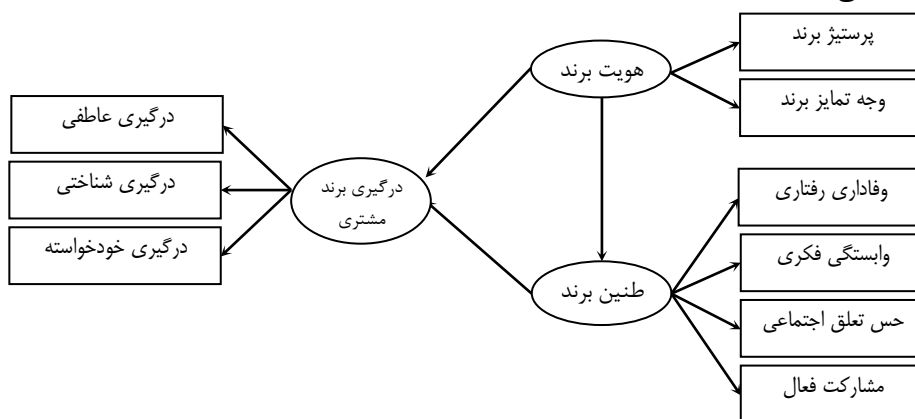 پرستیژ برند
هویت برند
وجه تمایز برند
درگیری عاطفی
درگیری شناختی
درگیری برند
مشتری
وفاداری رفتاری
درگیری خودخواسته
وابستگی فکری
طنین برند
حس تعلق اجتماعی
مشارکت فعال